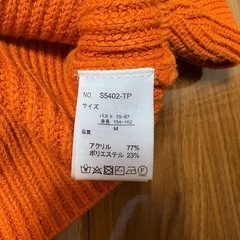 NO. S5402-TP
サイズ
バスト 79-87
身長 154-162
M
品質
アクリル 77%
ポリエステル 23%